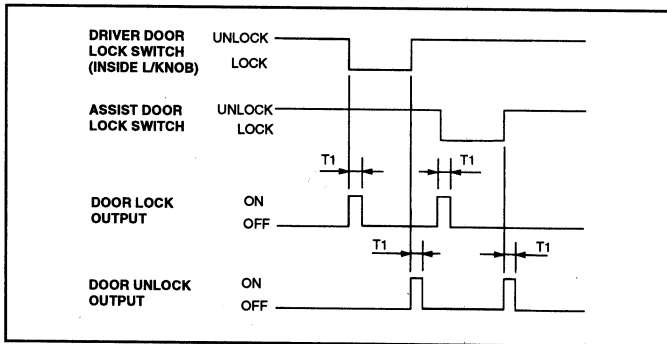 DRIVER DOOR UNLOCK
LOCK SWITCH
(INSIDE L/KNOB) LOCK
ASSIST DOOR UNLOCK
LOCK SWITCH LOCK
T1 T1
DOOR LOCK ON
OUTPUT OFF
T1 T1
DOOR UNLOCK ON
OUTPUT OFF